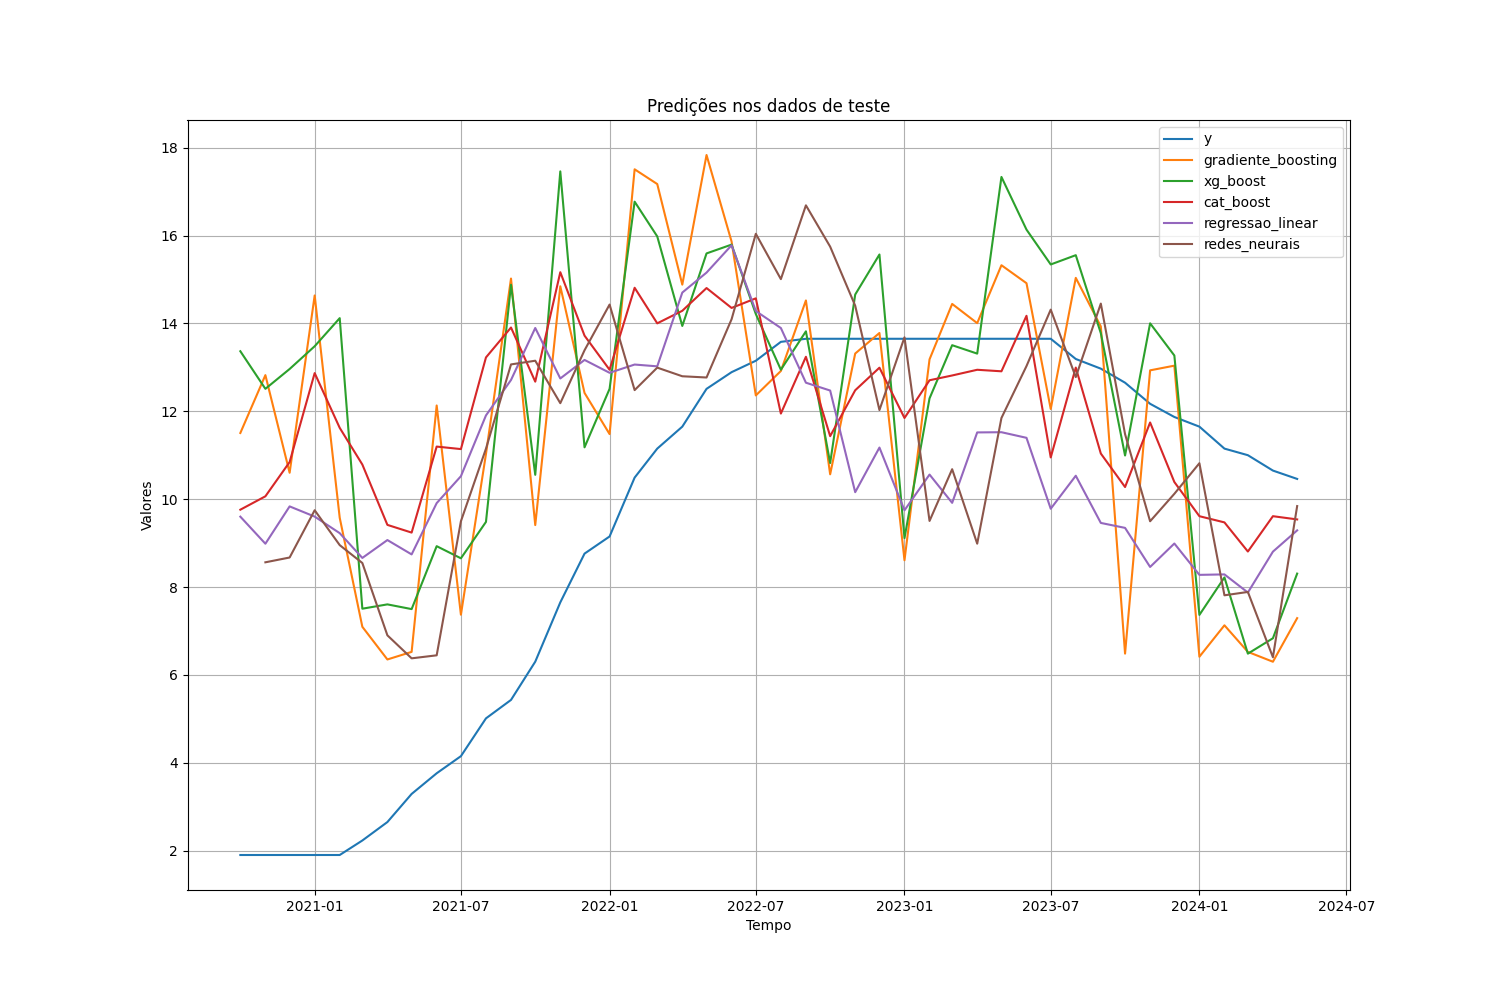 Predições nos dados de teste
y
gradiente_boosting
xg_boost
cat_boost
regressao_linear
redes_neurais
Valores
18
16
14
12
10
8
6
4
2
2021-01
2021-07
2022-01
2022-07
2023-01
2023-07
2024-01
2024-07
Tempo